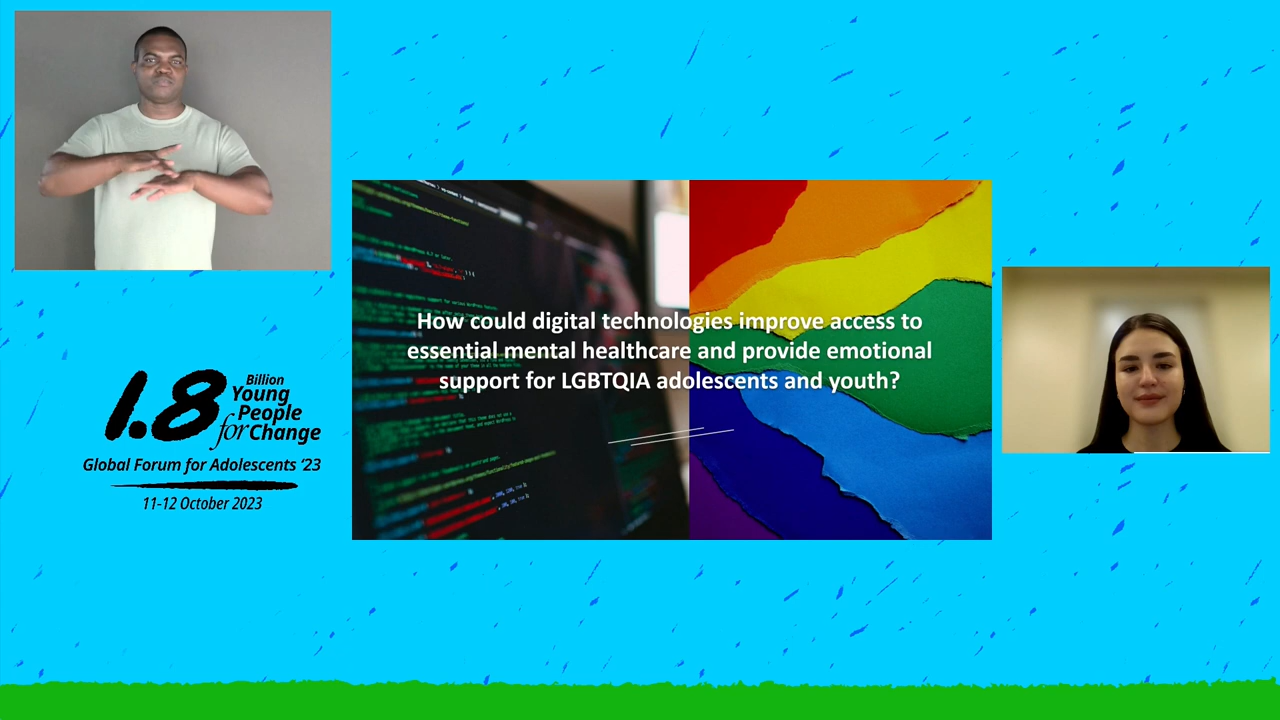 How could digital technologies improve access to
essential mental healthcare and provide emotional
support for LGBTQIA adolescents and youth?
1.8 Billion
Young
People
for Change
Global Forum for Adolescents ‘23
11-12 October 2023